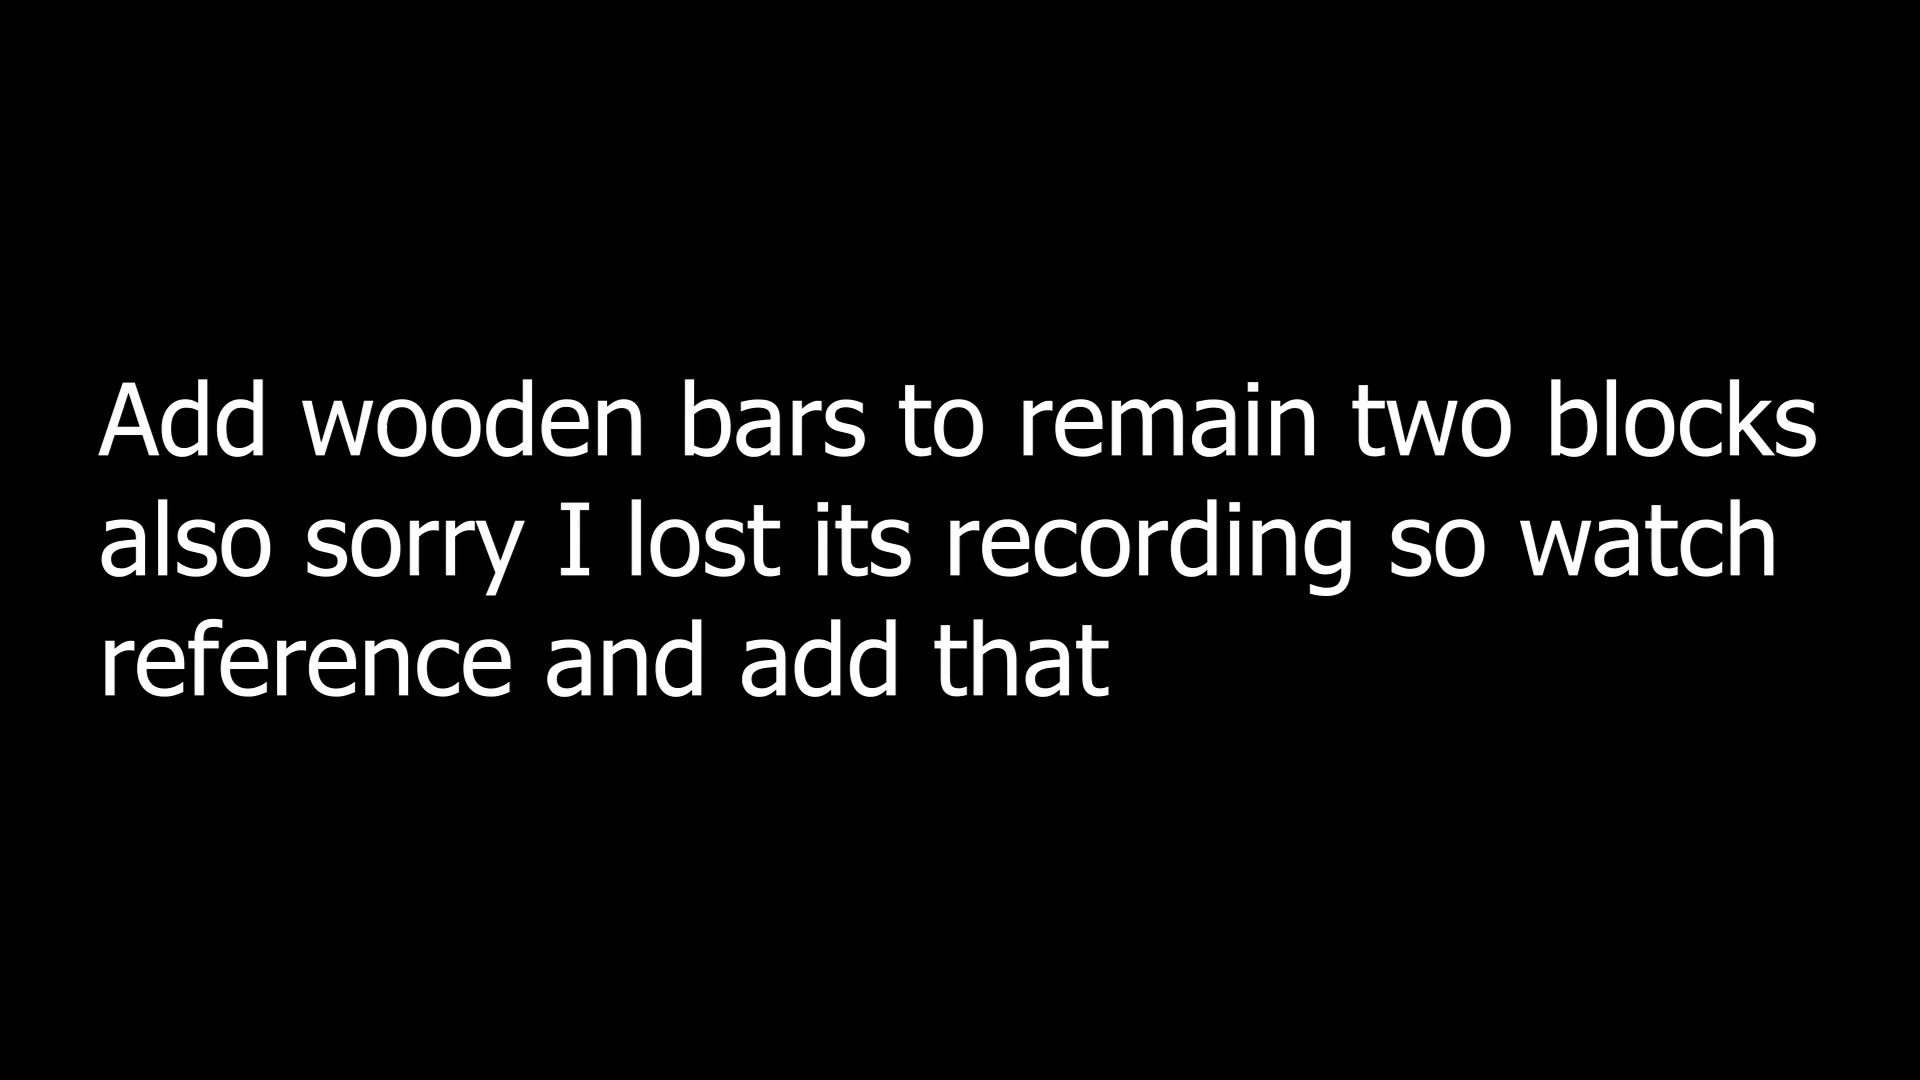 Add wooden bars to remain two blocks
also sorry I lost its recording so watch
reference and add that